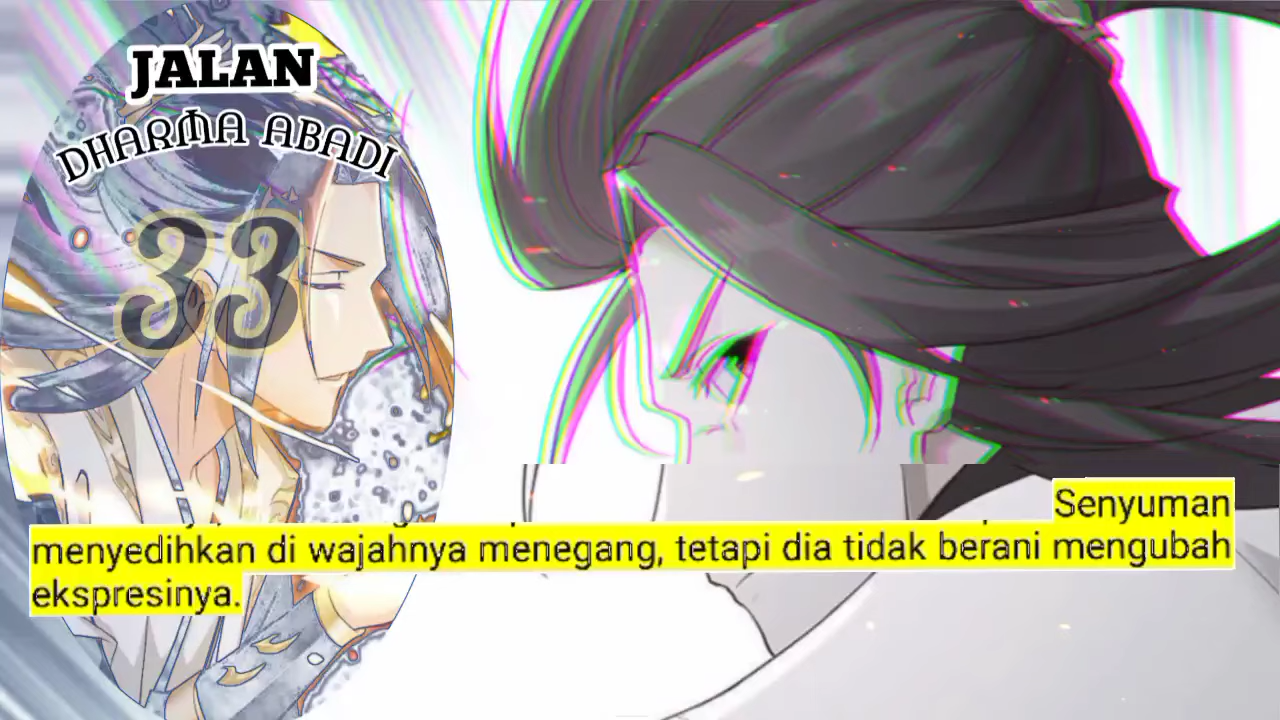 JALAN
DHARMA ABADI
33
Senyuman
menyedihkan di wajahnya menegang, tetapi dia tidak berani mengubah
ekspresinya.